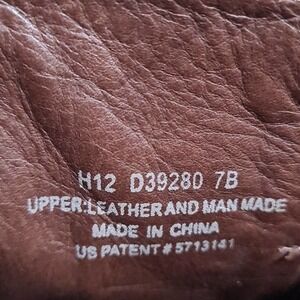 H12 D39280 7B
UPPER:LEATHER AND MAN MADE
MADE IN CHINA
US PATENT # 5713141